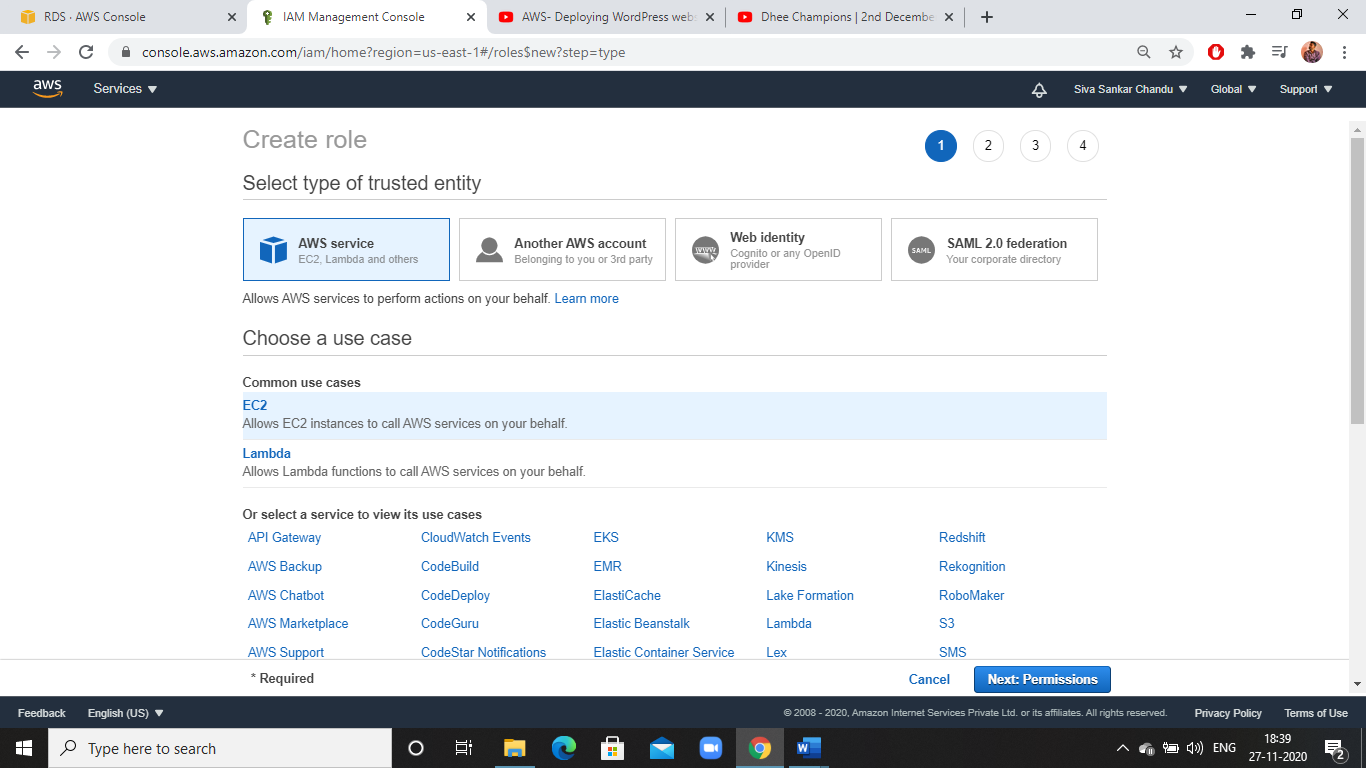 RDS · AWS Console
IAM Management Console
AWS- Deploying WordPress web
Dhee Champions | 2nd Decembe
console.aws.amazon.com/iam/home?region=us-east-1#/roles$new?step=type
aws
Services
Siva Sankar Chandu
Global
Support
Create role
1
2
3
4
Select type of trusted entity
AWS service
EC2, Lambda and others
Another AWS account
Belonging to you or 3rd party
www
Web identity
Cognito or any OpenID
provider
SAML
SAML 2.0 federation
Your corporate directory
Allows AWS services to perform actions on your behalf. Learn more
Choose a use case
Common use cases
EC2
Allows EC2 instances to call AWS services on your behalf.
Lambda
Allows Lambda functions to call AWS services on your behalf.
Or select a service to view its use cases
API Gateway CloudWatch Events EKS KMS Redshift
AWS Backup CodeBuild EMR Kinesis Rekognition
AWS Chatbot CodeDeploy ElastiCache Lake Formation RoboMaker
AWS Marketplace CodeGuru Elastic Beanstalk Lambda S3
AWS Support CodeStar Notifications Elastic Container Service Lex SMS
* Required
Cancel
Next: Permissions
Feedback
English (US)
© 2008 - 2020, Amazon Internet Services Private Ltd. or its affiliates. All rights reserved.
Privacy Policy
Terms of Use
Type here to search
W
ENG
18:39
27-11-2020
2